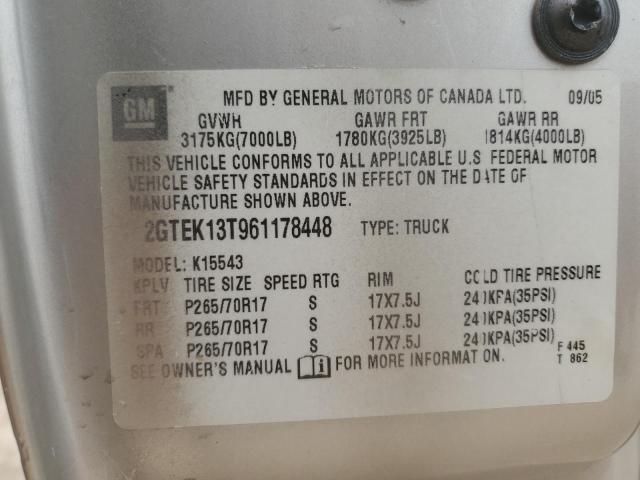 GM
MFD BY GENERAL MOTORS OF CANADA LTD. 09/05
GVWR GAWR FRT GAWR RR
3175KG(7000LB) 1780KG(3925LB) 1814KG(4000LB)
THIS VEHICLE CONFORMS TO ALL APPLICABLE U.S FEDERAL MOTOR
VEHICLE SAFETY STANDARDS IN EFFECT ON THE DATE OF
MANUFACTURE SHOWN ABOVE.
2GTEK13T961178448 TYPE: TRUCK
MODEL: K15543
KPLV TIRE SIZE SPEED RTG RIM COLD TIRE PRESSURE
FRT P265/70R17 S 17X7.5J 240KPA(35PSI)
RR P265/70R17 S 17X7.5J 240KPA(35PSI)
SPA P265/70R17 S 17X7.5J 240KPA(35PSI)
SEE OWNER'S MANUAL FOR MORE INFORMATION.
F 445
T 862